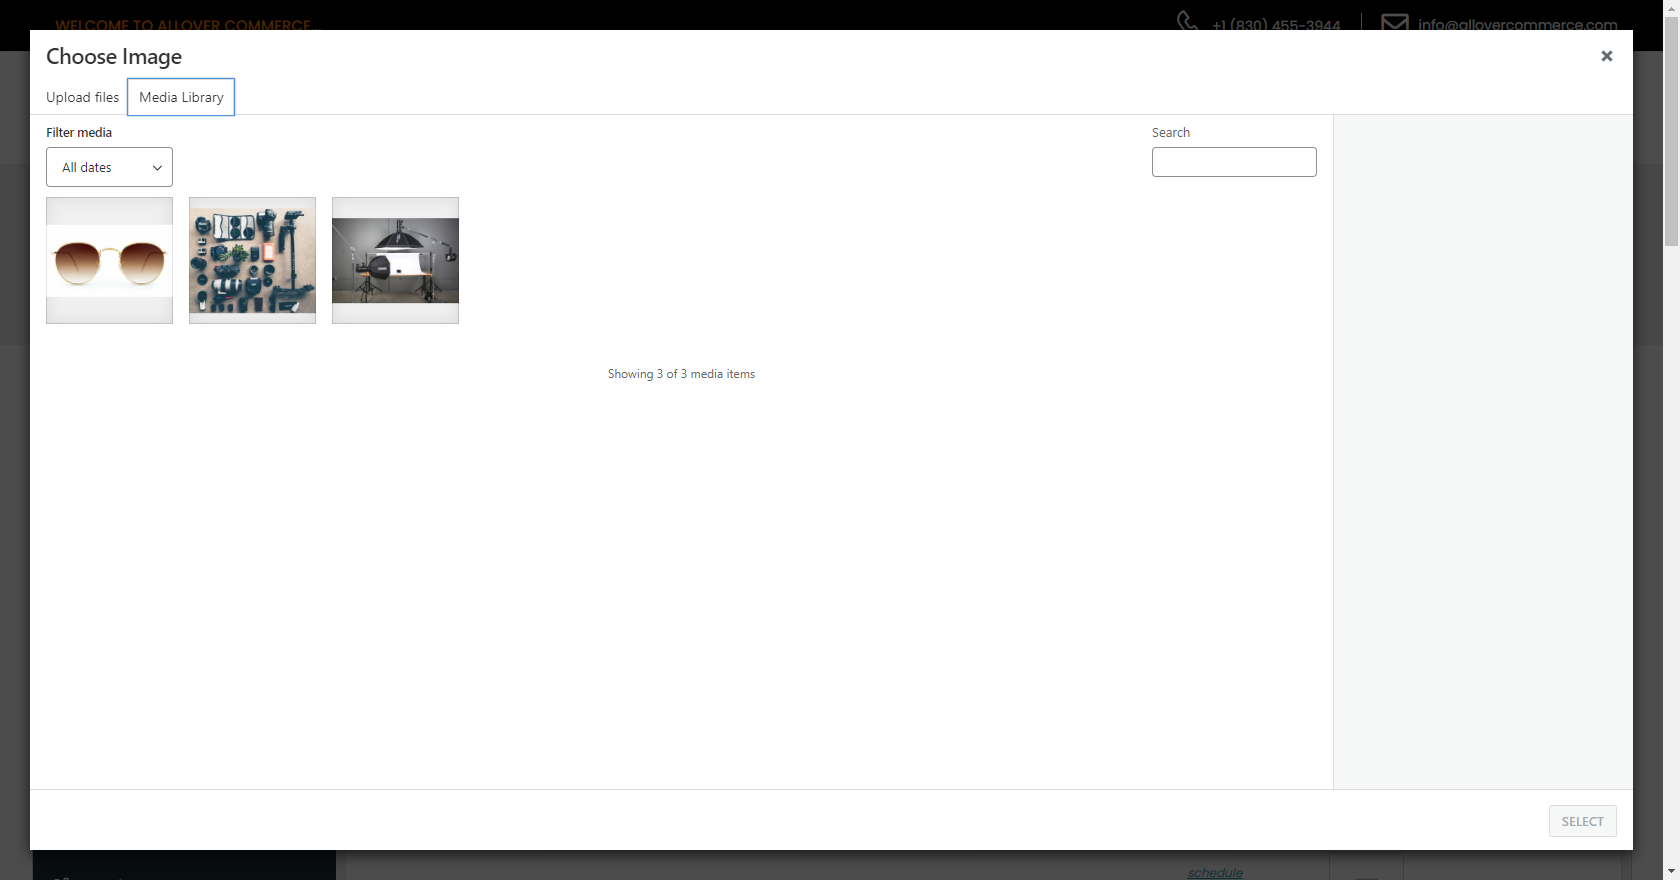 WELCOME TO ALLOVER COMMERCE...
+1 (830) 455-3944
info@allovercommerce.com
Choose Image
Upload files
Media Library
Filter media
Search
All dates
Showing 3 of 3 media items
SELECT
schedule